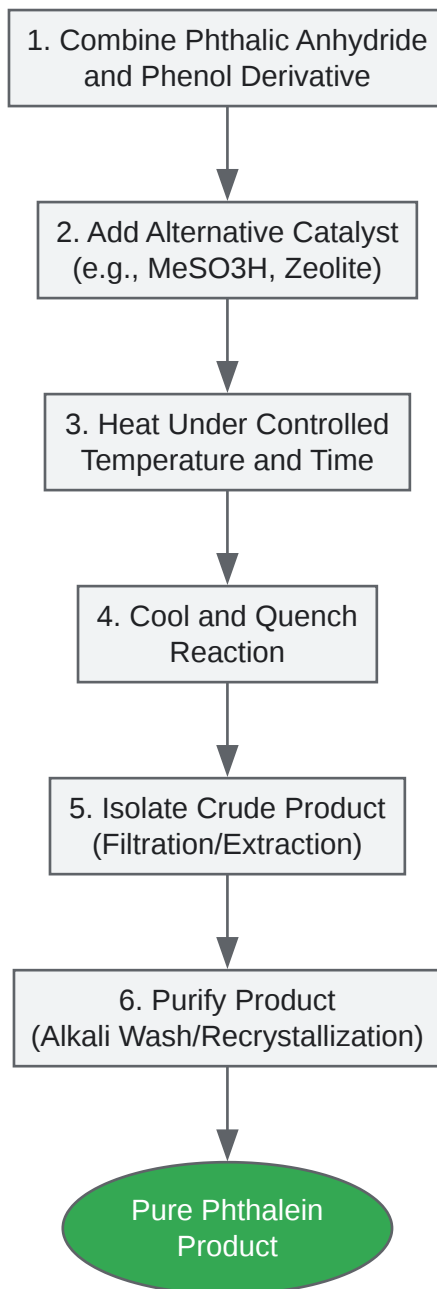 1. Combine Phthalic Anhydride
and Phenol Derivative
2. Add Alternative Catalyst
(e.g., MeSO3H, Zeolite)
3. Heat Under Controlled
Temperature and Time
4. Cool and Quench
Reaction
5. Isolate Crude Product
(Filtration/Extraction)
6. Purify Product
(Alkali Wash/Recrystallization)
Pure Phthalein
Product